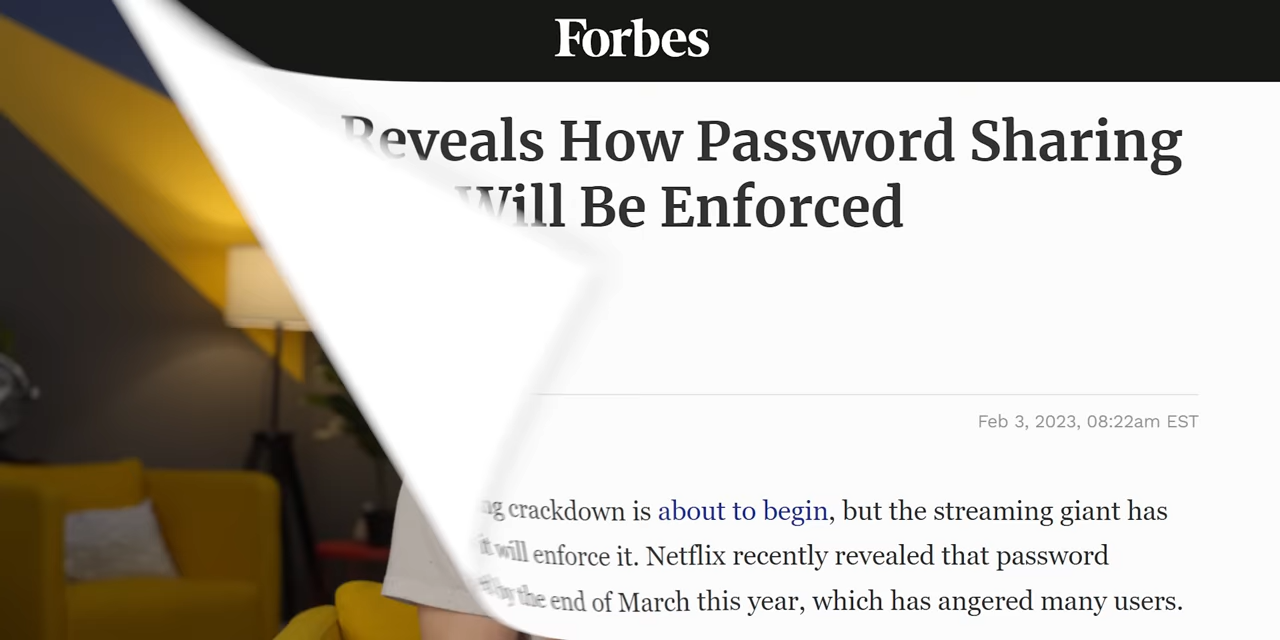 Forbes
Reveals How Password Sharing
Will Be Enforced
Feb 3, 2023, 08:22am EST
crackdown is about to begin, but the streaming giant has
it will enforce it. Netflix recently revealed that password
by the end of March this year, which has angered many users.